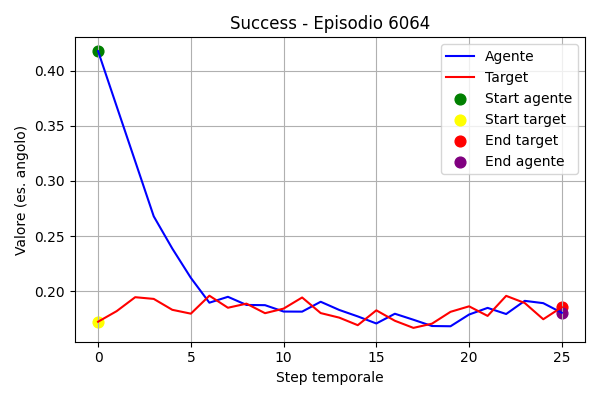 Success - Episodio 6064
Valore (es. angolo)
0.40
0.35
0.30
0.25
0.20
Agente
Target
Start agente
Start target
End target
End agente
0 5 10 15 20 25
Step temporale